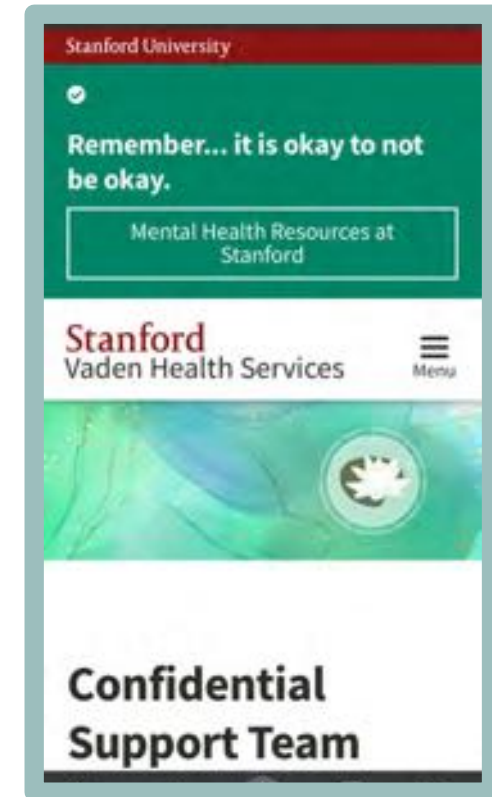 Stanford University
Remember... it is okay to not
be okay.
Mental Health Resources at
Stanford
Stanford
Vaden Health Services
Menu
Confidential
Support Team